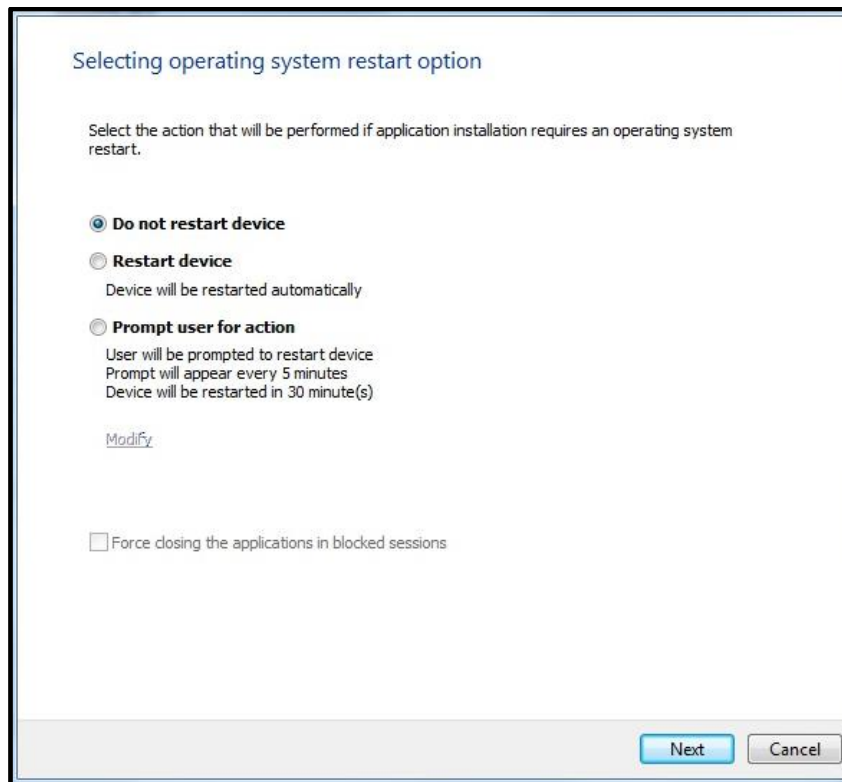 Selecting operating system restart option
Select the action that will be performed if application installation requires an operating system
restart.
Do not restart device
Restart device
Device will be restarted automatically
Prompt user for action
User will be prompted to restart device
Prompt will appear every 5 minutes
Device will be restarted in 30 minute(s)
Modify
Force closing the applications in blocked sessions
Next
Cancel